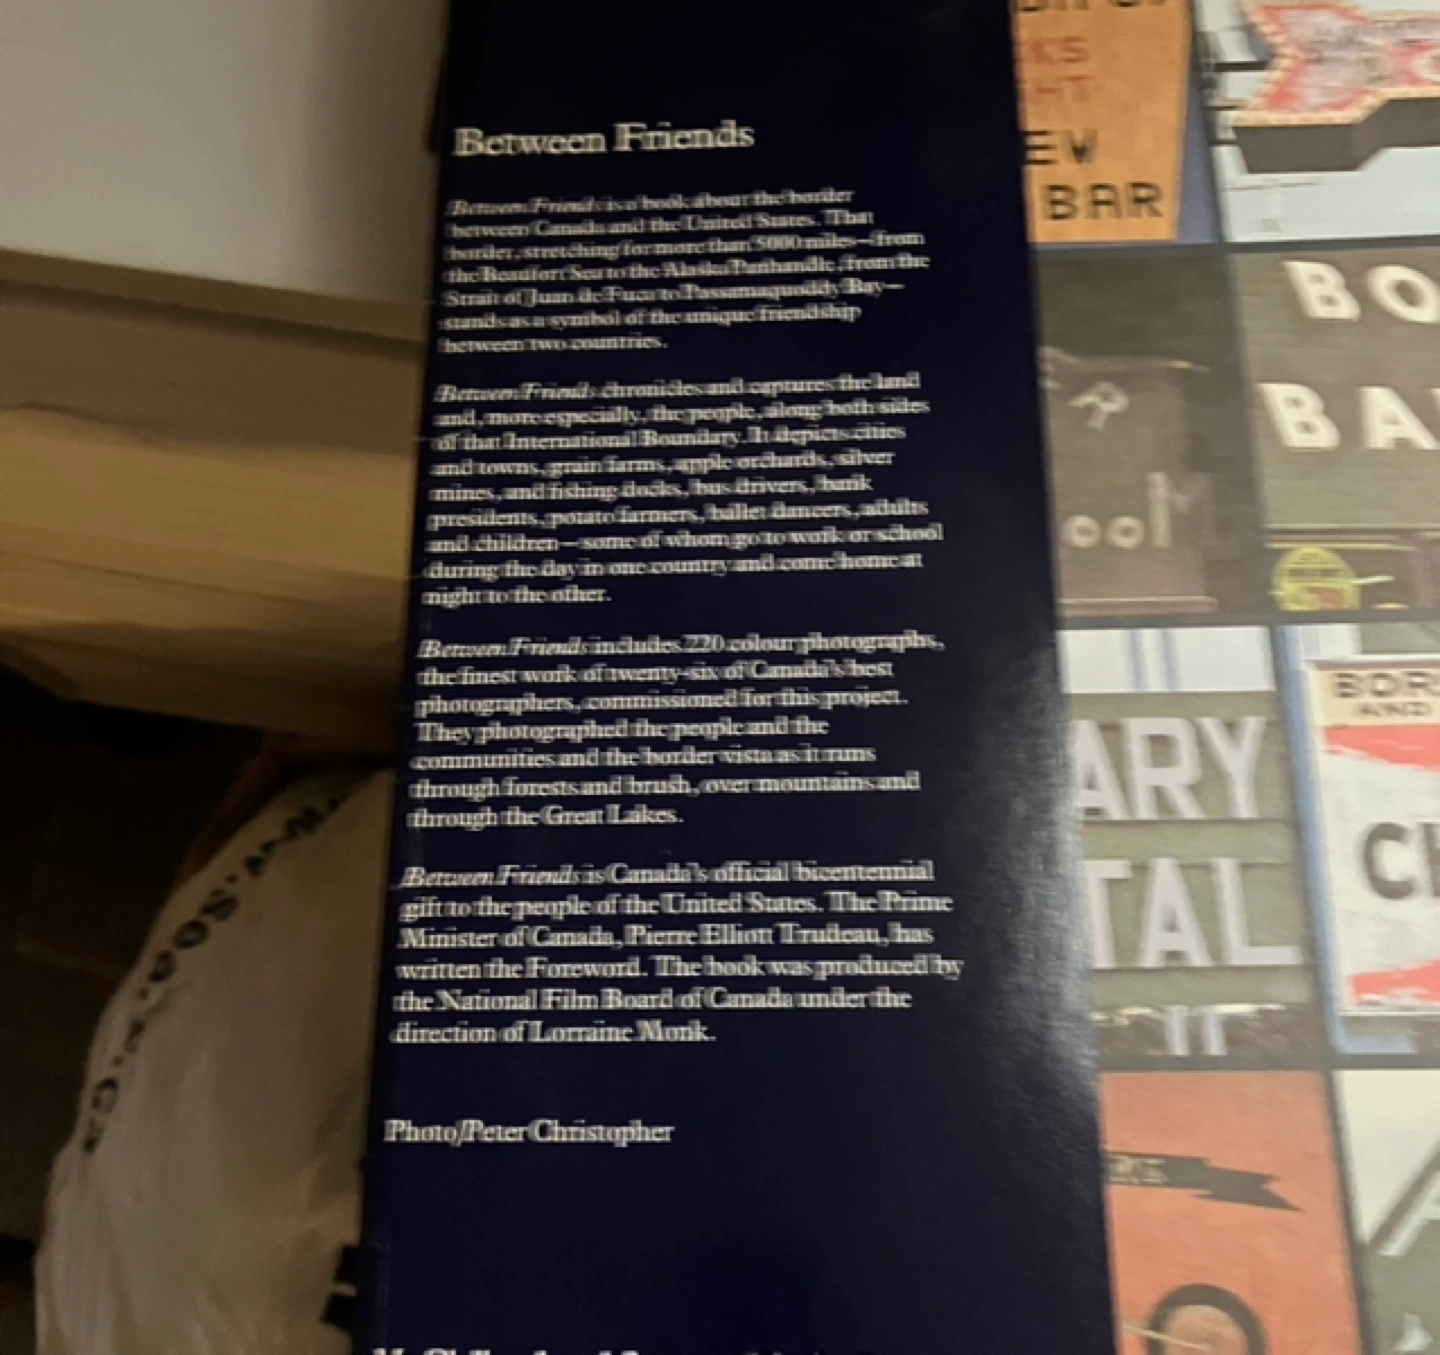 Between Friends
Between Friends is a book about the border
between Canada and the United States. That
border, stretching for more than 5000 miles—from
the Beaufort Sea to the Alaska Panhandle, from the
Strait of Juan de Fuca to Passamaquoddy Bay—
stands as a symbol of the unique friendship
between two countries.
Between Friends chronicles and captures the land
and, more especially, the people, along both sides
of that International Boundary. It depicts cities
and towns, grain farms, apple orchards, silver
mines, and fishing docks, bus drivers, bank
presidents, potato farmers, ballet dancers, adults
and children—some of whom go to work or school
during the day in one country and come home at
night to the other.
Between Friends includes 220 colour photographs,
the finest work of twenty-six of Canada's best
photographers, commissioned for this project.
They photographed the people and the
communities and the border vista as it runs
through forests and brush, over mountains and
through the Great Lakes.
Between Friends is Canada's official bicentennial
gift to the people of the United States. The Prime
Minister of Canada, Pierre Elliott Trudeau, has
written the Foreword. The book was produced by
the National Film Board of Canada under the
direction of Lorraine Monk.
Photo/Peter Christopher
KS
HT
EW
BAR
BO
BA
ool
ARY
TAL
BOR
AND
CH